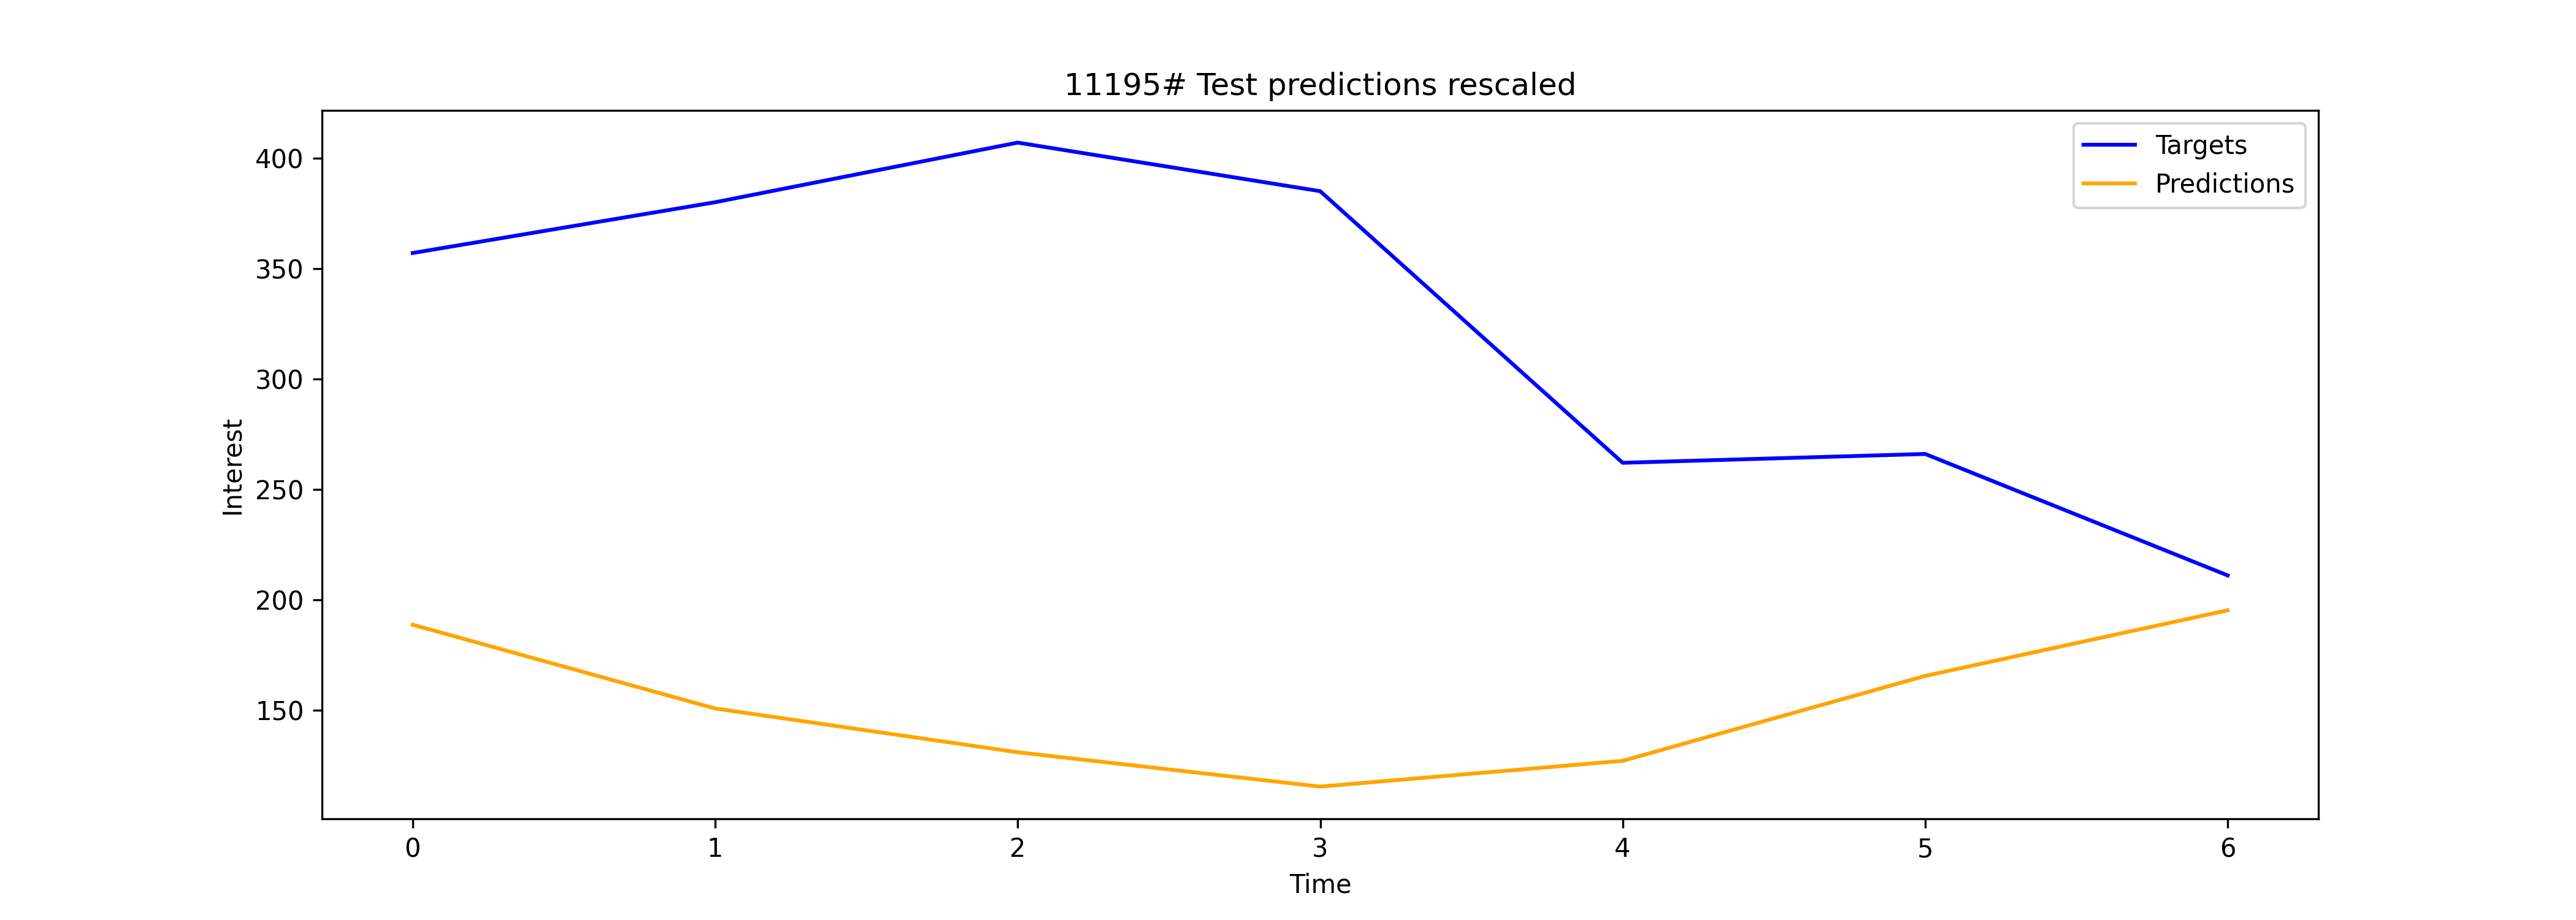 11195# Test predictions rescaled
Targets
Predictions
400
350
300
250
200
150
Interest
0 1 2 3 4 5 6
Time